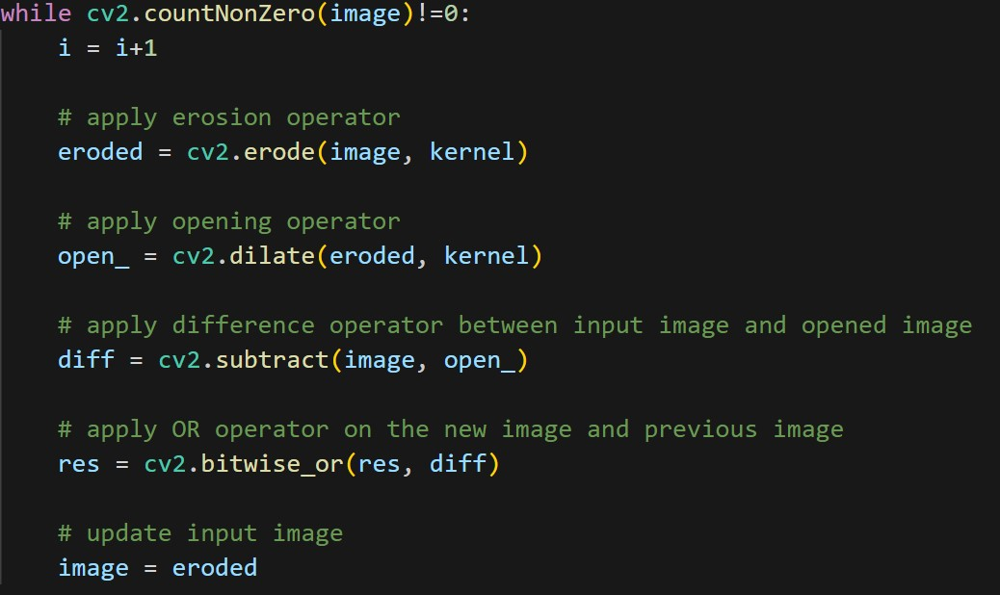 while cv2.countNonZero(image)!=0:
    i = i+1
    # apply erosion operator
    eroded = cv2.erode(image, kernel)
    # apply opening operator
    open_ = cv2.dilate(eroded, kernel)
    # apply difference operator between input image and opened image
    diff = cv2.subtract(image, open_)
    # apply OR operator on the new image and previous image
    res = cv2.bitwise_or(res, diff)
    # update input image
    image = eroded